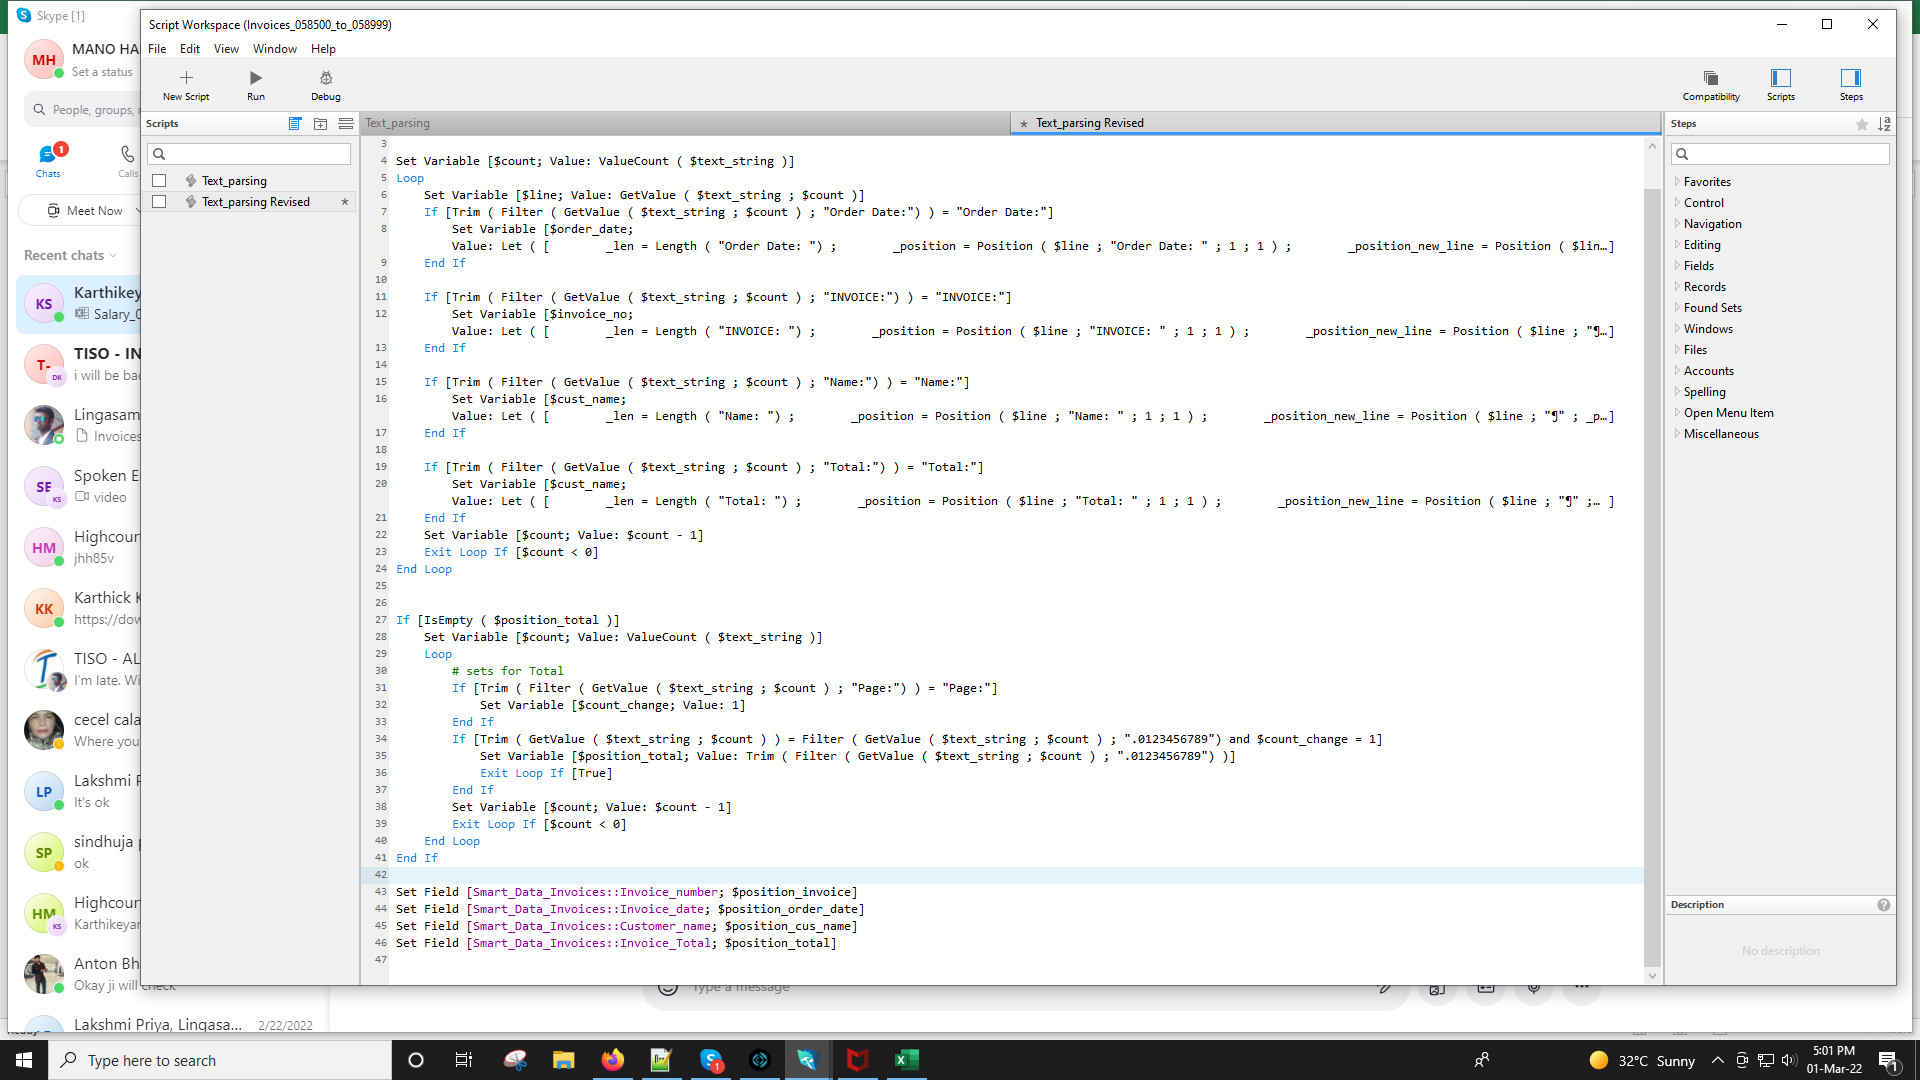 Skype [1]
MH
MANO HA
Set a status
People, groups,
1
Chats
Calls
Meet Now
Recent chats
KS
Karthikey
Salary_0
T-
DK
TISO - IN
i will be bac
Lingasam
Invoices
SE
KS
Spoken E
video
HM
Highcour
jhh85v
KK
Karthick K
https://dow
TISO - AL
I'm late. Wi
cecel cala
Where you
LP
Lakshmi P
It's ok
SP
sindhuja p
ok
HM
KS
Highcour
Karthikeyar
Anton Bh
Okay ji will check
Lakshmi Priya, Lingasa...
2/22/2022
Type a message
Script Workspace (Invoices_058500_to_058999)
File Edit View Window Help
New Script
Run
Debug
Compatibility
Scripts
Steps
Scripts
Text_parsing
Text_parsing Revised *
Text_parsing
* Text_parsing Revised
3
4 Set Variable [$count; Value: ValueCount ( $text_string )]
5 Loop
6 Set Variable [$line; Value: GetValue ( $text_string ; $count )]
7 If [Trim ( Filter ( GetValue ( $text_string ; $count ) ; "Order Date:") ) = "Order Date:"]
8 Set Variable [$order_date;
Value: Let ( [ _len = Length ( "Order Date: ") ; _position = Position ( $line ; "Order Date: " ; 1 ; 1 ) ; _position_new_line = Position ( $lin…]
9 End If
10
11 If [Trim ( Filter ( GetValue ( $text_string ; $count ) ; "INVOICE:") ) = "INVOICE:"]
12 Set Variable [$invoice_no;
Value: Let ( [ _len = Length ( "INVOICE: ") ; _position = Position ( $line ; "INVOICE: " ; 1 ; 1 ) ; _position_new_line = Position ( $line ; "¶…]
13 End If
14
15 If [Trim ( Filter ( GetValue ( $text_string ; $count ) ; "Name:") ) = "Name:"]
16 Set Variable [$cust_name;
Value: Let ( [ _len = Length ( "Name: ") ; _position = Position ( $line ; "Name: " ; 1 ; 1 ) ; _position_new_line = Position ( $line ; "¶" ; _p…]
17 End If
18
19 If [Trim ( Filter ( GetValue ( $text_string ; $count ) ; "Total:") ) = "Total:"]
20 Set Variable [$cust_name;
Value: Let ( [ _len = Length ( "Total: ") ; _position = Position ( $line ; "Total: " ; 1 ; 1 ) ; _position_new_line = Position ( $line ; "¶" ;… ]
21 End If
22 Set Variable [$count; Value: $count - 1]
23 Exit Loop If [$count < 0]
24 End Loop
25
26
27 If [IsEmpty ( $position_total )]
28 Set Variable [$count; Value: ValueCount ( $text_string )]
29 Loop
30 # sets for Total
31 If [Trim ( Filter ( GetValue ( $text_string ; $count ) ; "Page:") ) = "Page:"]
32 Set Variable [$count_change; Value: 1]
33 End If
34 If [Trim ( GetValue ( $text_string ; $count ) ) = Filter ( GetValue ( $text_string ; $count ) ; ".0123456789") and $count_change = 1]
35 Set Variable [$position_total; Value: Trim ( Filter ( GetValue ( $text_string ; $count ) ; ".0123456789") )]
36 Exit Loop If [True]
37 End If
38 Set Variable [$count; Value: $count - 1]
39 Exit Loop If [$count < 0]
40 End Loop
41 End If
42
43 Set Field [Smart_Data_Invoices::Invoice_number; $position_invoice]
44 Set Field [Smart_Data_Invoices::Invoice_date; $position_order_date]
45 Set Field [Smart_Data_Invoices::Customer_name; $position_cus_name]
46 Set Field [Smart_Data_Invoices::Invoice_Total; $position_total]
47
Steps
Favorites
Control
Navigation
Editing
Fields
Records
Found Sets
Windows
Files
Accounts
Spelling
Open Menu Item
Miscellaneous
Description
No description
Type here to search
1
32°C Sunny
5:01 PM
01-Mar-22
1